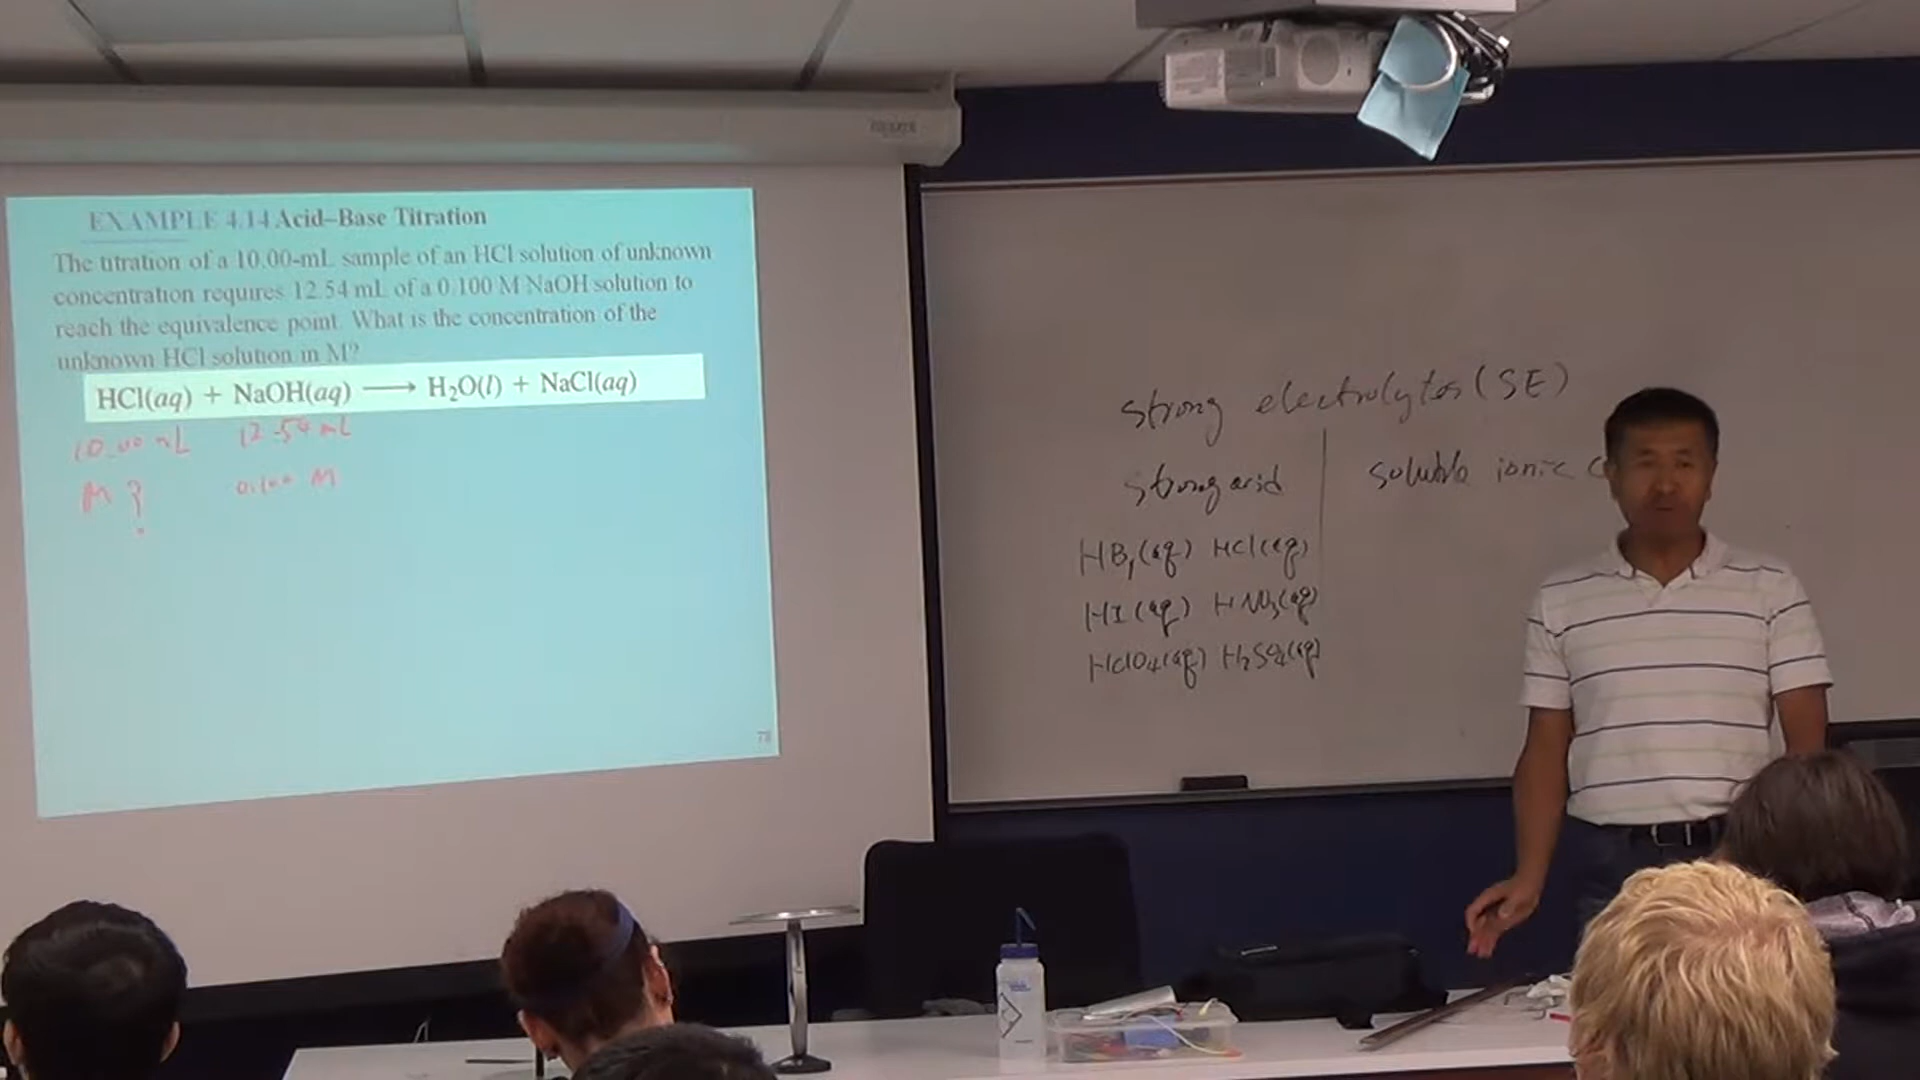 EXAMPLE 4.14 Acid–Base Titration
The titration of a 10.00-mL sample of an HCl solution of unknown
concentration requires 12.54 mL of a 0.100 M NaOH solution to
reach the equivalence point. What is the concentration of the
unknown HCl solution in M?
HCl(aq) + NaOH(aq) ⟶ H₂O(l) + NaCl(aq)
10.00 mL 12.54 mL
M ? 0.100 M
78
strong electrolytes (SE)
strong acid soluble ionic c
HBr(aq) HCl(aq)
HI(aq) HNO₃(aq)
HClO₄(aq) H₂SO₄(aq)